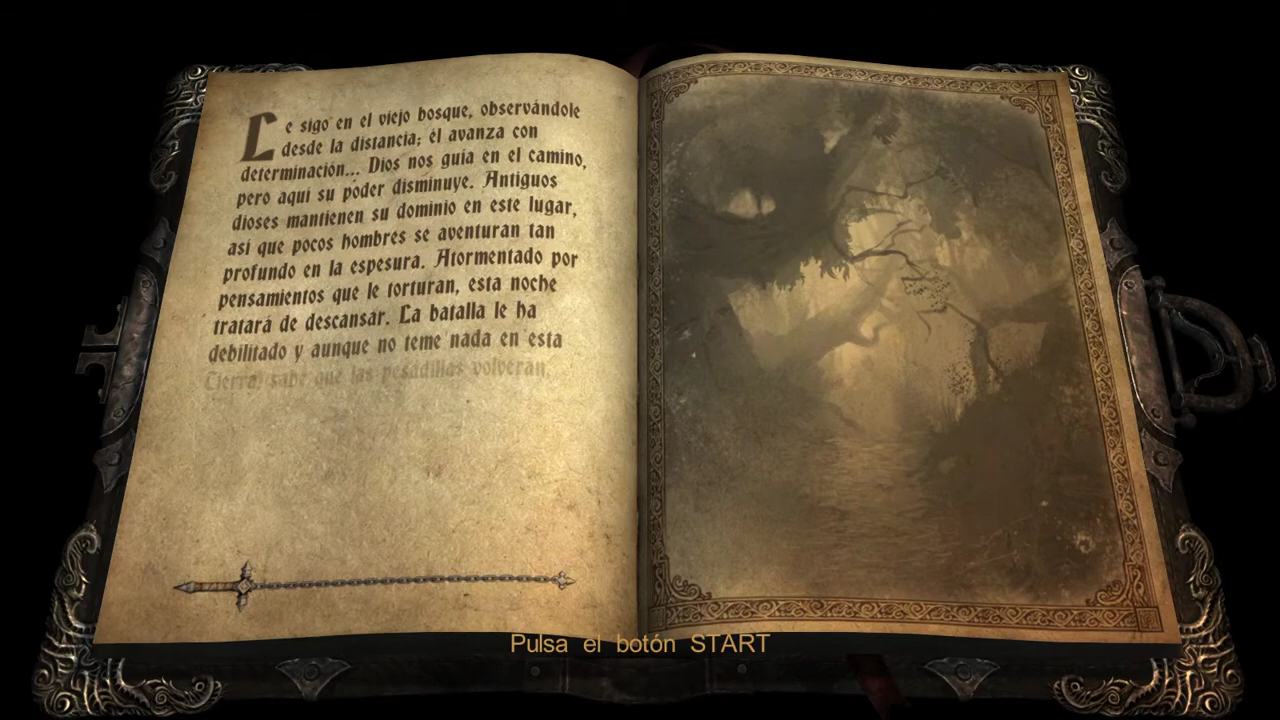 Le sigo en el viejo bosque, observándole
desde la distancia; él avanza con
determinación... Dios nos guía en el camino,
pero aquí su poder disminuye. Antiguos
dioses mantienen su dominio en este lugar,
así que pocos hombres se aventuran tan
profundo en la espesura. Atormentado por
pensamientos que le torturan, esta noche
tratará de descansar. La batalla le ha
debilitado y aunque no teme nada en esta
Tierra, sabe que las pesadillas volverán.
Pulsa el botón START